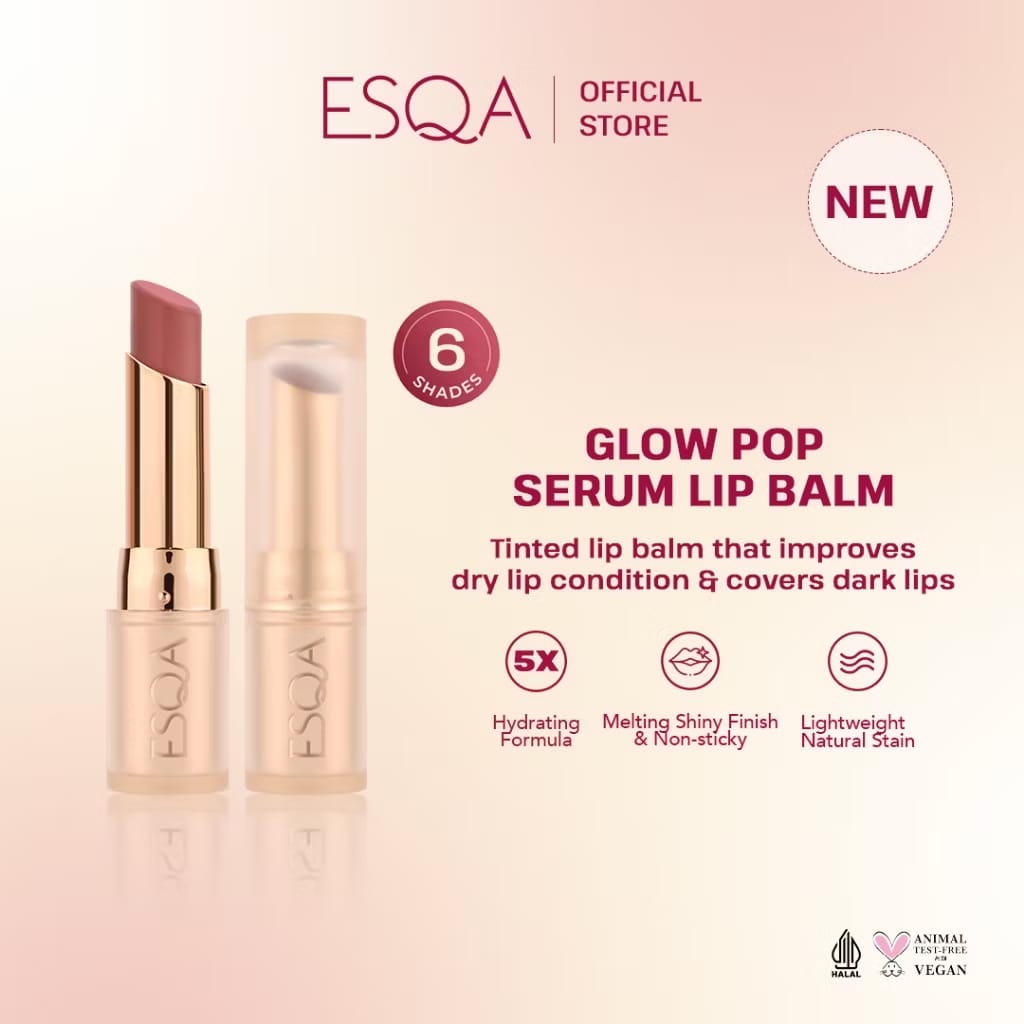 ESQA
OFFICIAL
STORE
NEW
6
SHADES
GLOW POP
SERUM LIP BALM
Tinted lip balm that improves
dry lip condition & covers dark lips
5X
Hydrating
Formula
Melting Shiny Finish
& Non-sticky
Lightweight
Natural Stain
ESQA
ESQA
HALAL
ANIMAL
TEST-FREE
VEGAN